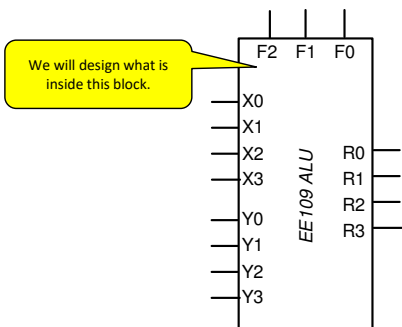 We will design what is
inside this block.
F2 F1 F0
X0
X1
X2
X3
Y0
Y1
Y2
Y3
EE109 ALU
R0
R1
R2
R3